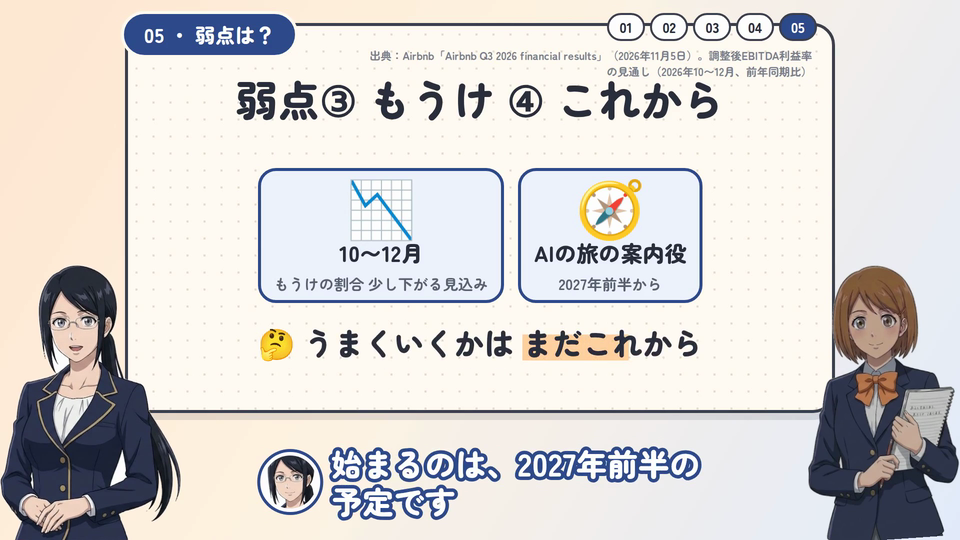 05・弱点は？
01 02 03 04 05
出典：Airbnb「Airbnb Q3 2026 financial results」（2026年11月5日）。調整後EBITDA利益率
の見通し（2026年10〜12月、前年同期比）
弱点③ もうけ ④ これから
10〜12月
もうけの割合 少し下がる見込み
AIの旅の案内役
2027年前半から
うまくいくかは まだこれから
始まるのは、2027年前半の
予定です